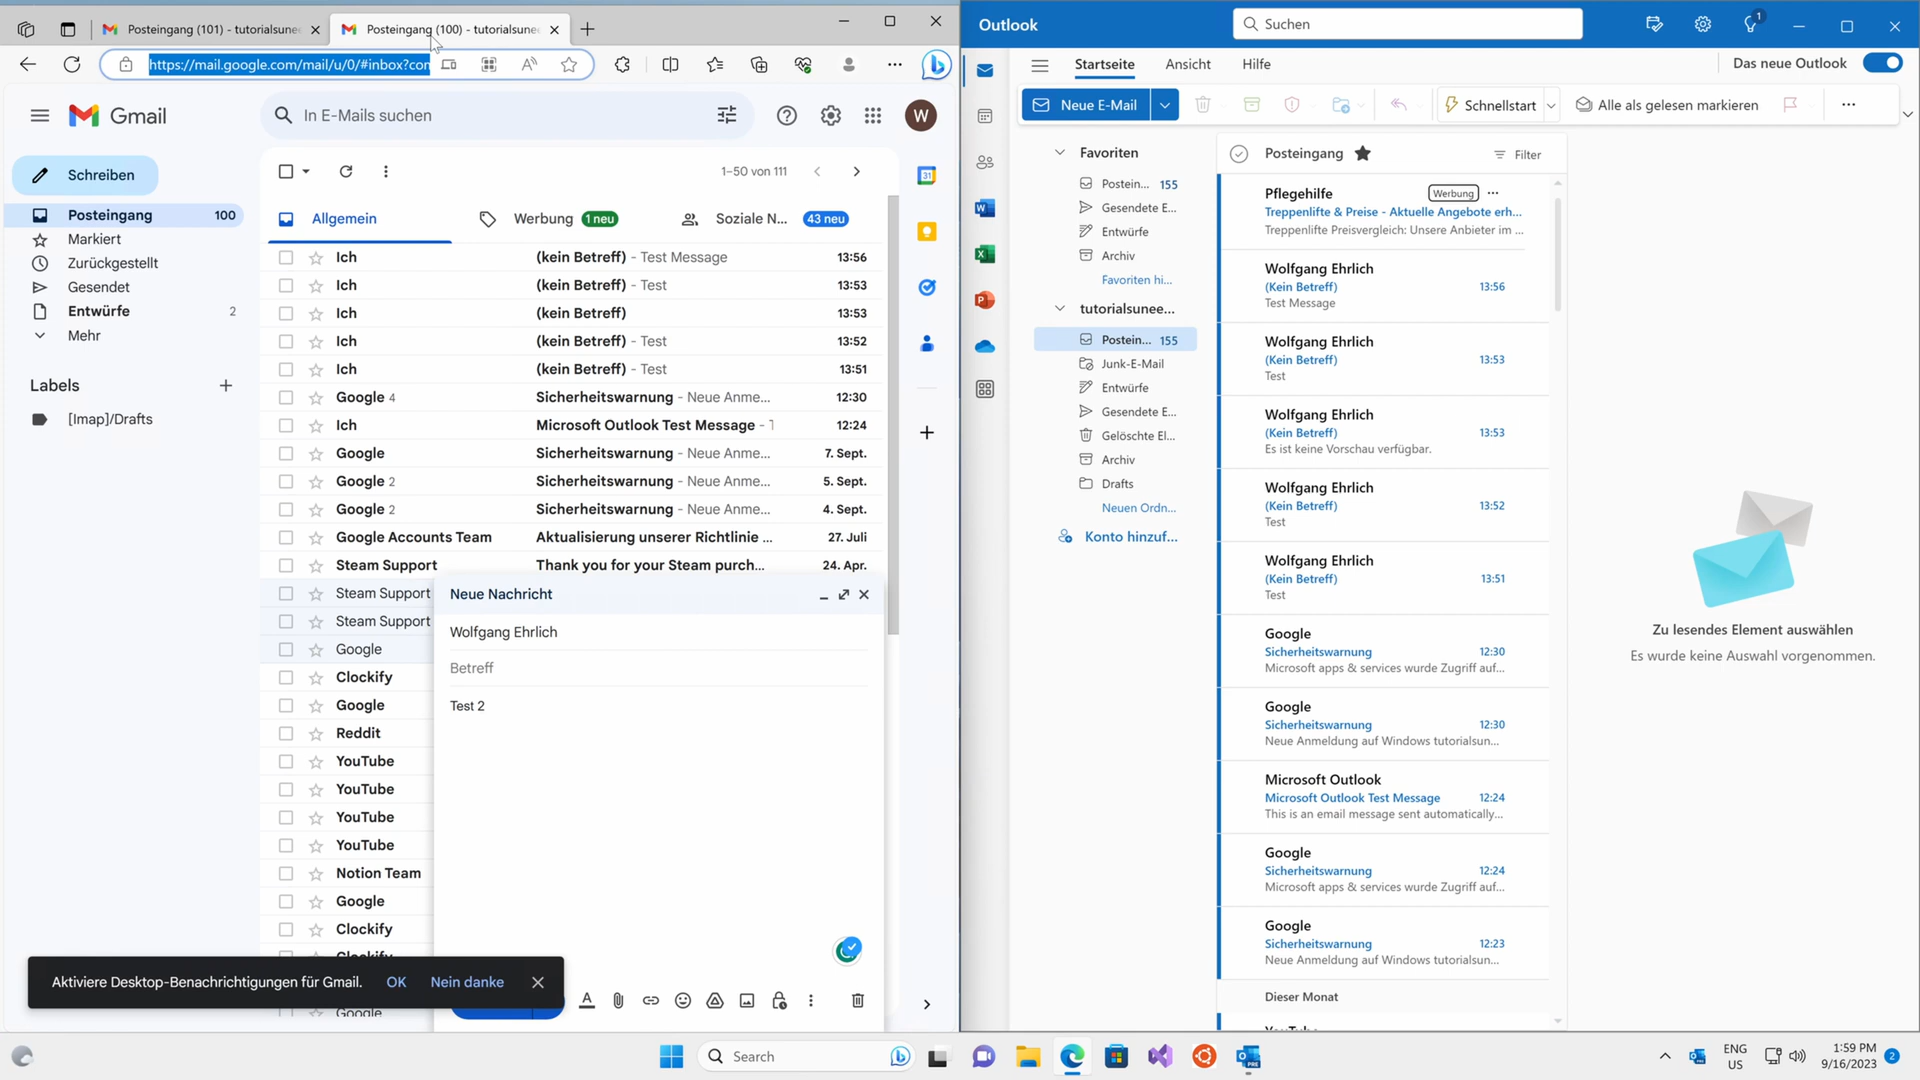 Posteingang (101) - tutorialsunee
Posteingang (100) - tutorialsunee
https://mail.google.com/mail/u/0/#inbox?con
Gmail
In E-Mails suchen
W
Schreiben
Posteingang 100
Markiert
Zurückgestellt
Gesendet
Entwürfe 2
Mehr
Labels
[Imap]/Drafts
1–50 von 111
Allgemein
Werbung 1 neu
Soziale N... 43 neu
Ich (kein Betreff) - Test Message 13:56
Ich (kein Betreff) - Test 13:53
Ich (kein Betreff) 13:53
Ich (kein Betreff) - Test 13:52
Ich (kein Betreff) - Test 13:51
Google 4 Sicherheitswarnung - Neue Anme... 12:30
Ich Microsoft Outlook Test Message - T 12:24
Google Sicherheitswarnung - Neue Anme... 7. Sept.
Google 2 Sicherheitswarnung - Neue Anme... 5. Sept.
Google 2 Sicherheitswarnung - Neue Anme... 4. Sept.
Google Accounts Team Aktualisierung unserer Richtlinie ... 27. Juli
Steam Support Thank you for your Steam purch... 24. Apr.
Steam Support
Steam Support
Google
Clockify
Google
Reddit
YouTube
YouTube
YouTube
YouTube
Notion Team
Google
Clockify
Clockify
Google
Neue Nachricht
Wolfgang Ehrlich
Betreff
Test 2
Aktiviere Desktop-Benachrichtigungen für Gmail. OK Nein danke
31
Outlook
Suchen
1
Startseite
Ansicht
Hilfe
Das neue Outlook
Neue E-Mail
Schnellstart
Alle als gelesen markieren
Favoriten
Postein... 155
Gesendete E...
Entwürfe
Archiv
Favoriten hi...
tutorialsunee...
Postein... 155
Junk-E-Mail
Entwürfe
Gesendete E...
Gelöschte El...
Archiv
Drafts
Neuen Ordn...
Konto hinzuf...
Posteingang
Filter
Pflegehilfe Werbung
Treppenlifte & Preise - Aktuelle Angebote erh...
Treppenlifte Preisvergleich: Unsere Anbieter im ...
Wolfgang Ehrlich
(Kein Betreff) 13:56
Test Message
Wolfgang Ehrlich
(Kein Betreff) 13:53
Test
Wolfgang Ehrlich
(Kein Betreff) 13:53
Es ist keine Vorschau verfügbar.
Wolfgang Ehrlich
(Kein Betreff) 13:52
Test
Wolfgang Ehrlich
(Kein Betreff) 13:51
Test
Google
Sicherheitswarnung 12:30
Microsoft apps & services wurde Zugriff auf...
Google
Sicherheitswarnung 12:30
Neue Anmeldung auf Windows tutorialsun...
Microsoft Outlook
Microsoft Outlook Test Message 12:24
This is an email message sent automatically...
Google
Sicherheitswarnung 12:24
Microsoft apps & services wurde Zugriff auf...
Google
Sicherheitswarnung 12:23
Neue Anmeldung auf Windows tutorialsun...
Dieser Monat
YouTube
Zu lesendes Element auswählen
Es wurde keine Auswahl vorgenommen.
Search
PRE
ENG
US
1:59 PM
9/16/2023
2